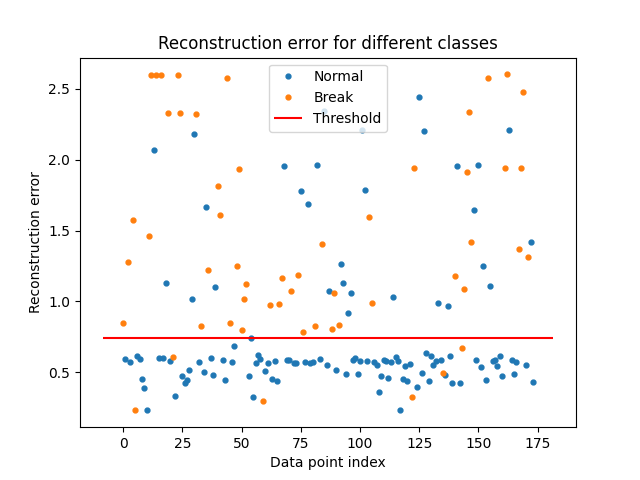 Reconstruction error for different classes
Normal
Break
Threshold
Reconstruction error
2.5
2.0
1.5
1.0
0.5
0
25
50
75
100
125
150
175
Data point index